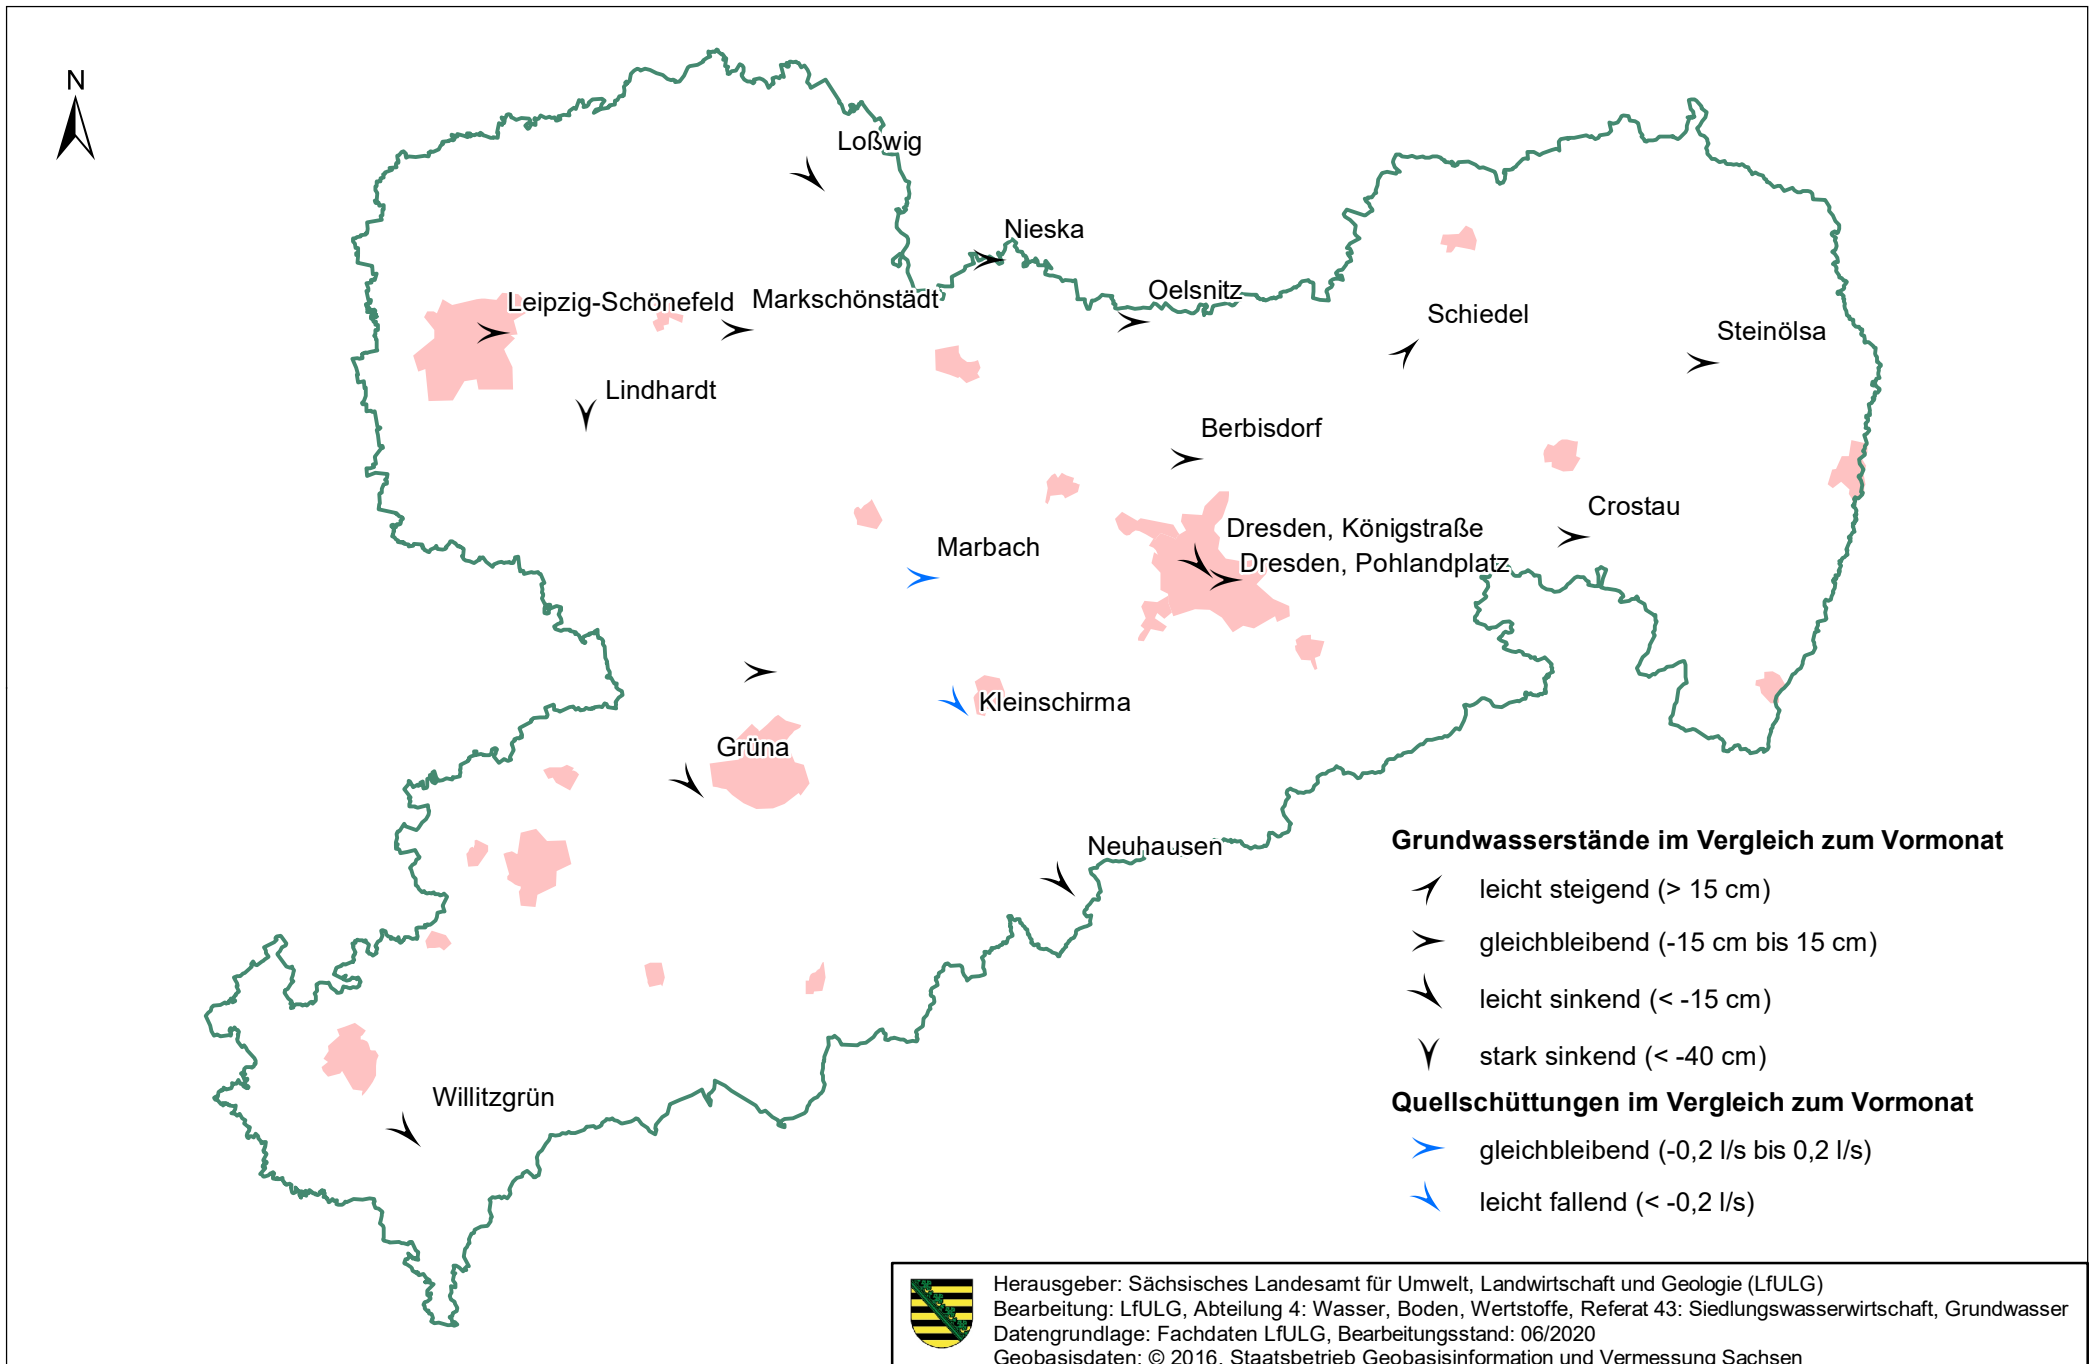 N
Loßwig
Nieska
Oelsnitz
Leipzig-Schönefeld
Markschönstädt
Schiedel
Steinölsa
Lindhardt
Berbisdorf
Crostau
Dresden, Königstraße
Marbach
Dresden, Pohlandplatz
Kleinschirma
Grüna
Neuhausen
Willitzgrün
Grundwasserstände im Vergleich zum Vormonat
leicht steigend (> 15 cm)
gleichbleibend (-15 cm bis 15 cm)
leicht sinkend (< -15 cm)
stark sinkend (< -40 cm)
Quellschüttungen im Vergleich zum Vormonat
gleichbleibend (-0,2 l/s bis 0,2 l/s)
leicht fallend (< -0,2 l/s)
Herausgeber: Sächsisches Landesamt für Umwelt, Landwirtschaft und Geologie (LfULG)
Bearbeitung: LfULG, Abteilung 4: Wasser, Boden, Wertstoffe, Referat 43: Siedlungswasserwirtschaft, Grundwasser
Datengrundlage: Fachdaten LfULG, Bearbeitungsstand: 06/2020
Geobasisdaten: © 2016, Staatsbetrieb Geobasisinformation und Vermessung Sachsen